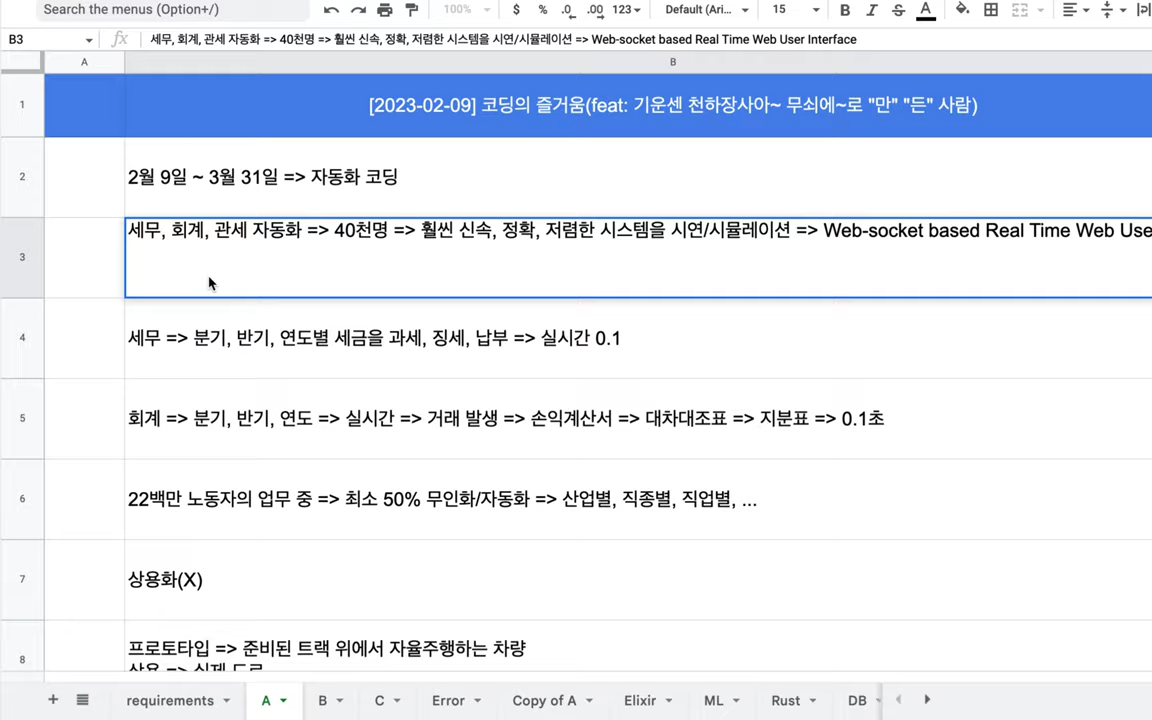 Search the menus (Option+/)
100%
$ % .0 .00 123
Default (Ari...
15
B I S A
B3
fx
세무, 회계, 관세 자동화 => 40천명 => 훨씬 신속, 정확, 저렴한 시스템을 시연/시뮬레이션 => Web-socket based Real Time Web User Interface
A
B
1
[2023-02-09] 코딩의 즐거움(feat: 기운센 천하장사아~ 무쇠에~로 "만" "든" 사람)
2
2월 9일 ~ 3월 31일 => 자동화 코딩
3
세무, 회계, 관세 자동화 => 40천명 => 훨씬 신속, 정확, 저렴한 시스템을 시연/시뮬레이션 => Web-socket based Real Time Web Use
4
세무 => 분기, 반기, 연도별 세금을 과세, 징세, 납부 => 실시간 0.1
5
회계 => 분기, 반기, 연도 => 실시간 => 거래 발생 => 손익계산서 => 대차대조표 => 지분표 => 0.1초
6
22백만 노동자의 업무 중 => 최소 50% 무인화/자동화 => 산업별, 직종별, 직업별, ...
7
상용화(X)
8
프로토타입 => 준비된 트랙 위에서 자율주행하는 차량
상용 => 실제 도로
+ requirements A B C Error Copy of A Elixir ML Rust DB